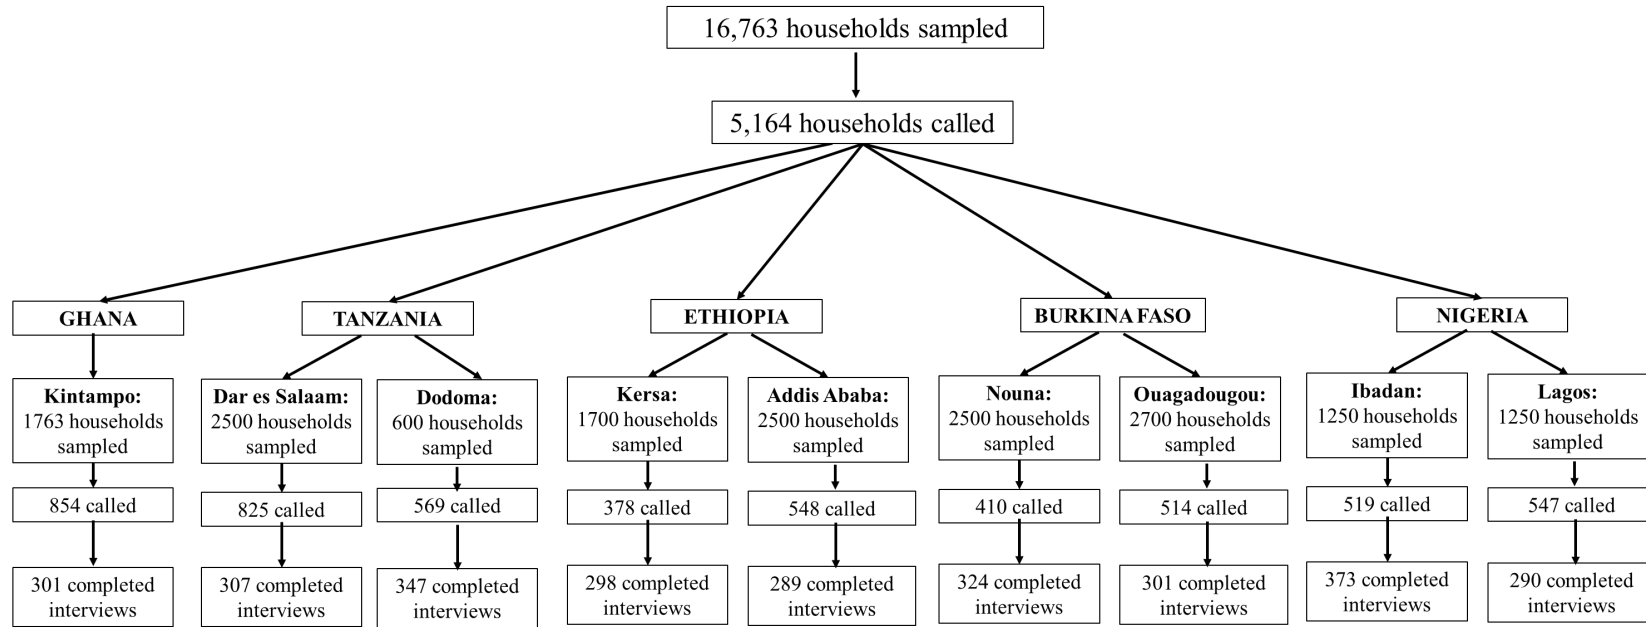 16,763 households sampled
5,164 households called
GHANA
TANZANIA
ETHIOPIA
BURKINA FASO
NIGERIA
Kintampo:
1763 households
sampled
Dar es Salaam:
2500 households
sampled
Dodoma:
600 households
sampled
Kersa:
1700 households
sampled
Addis Ababa:
2500 households
sampled
Nouna:
2500 households
sampled
Ouagadougou:
2700 households
sampled
Ibadan:
1250 households
sampled
Lagos:
1250 households
sampled
854 called
825 called
569 called
378 called
548 called
410 called
514 called
519 called
547 called
301 completed
interviews
307 completed
interviews
347 completed
interviews
298 completed
interviews
289 completed
interviews
324 completed
interviews
301 completed
interviews
373 completed
interviews
290 completed
interviews